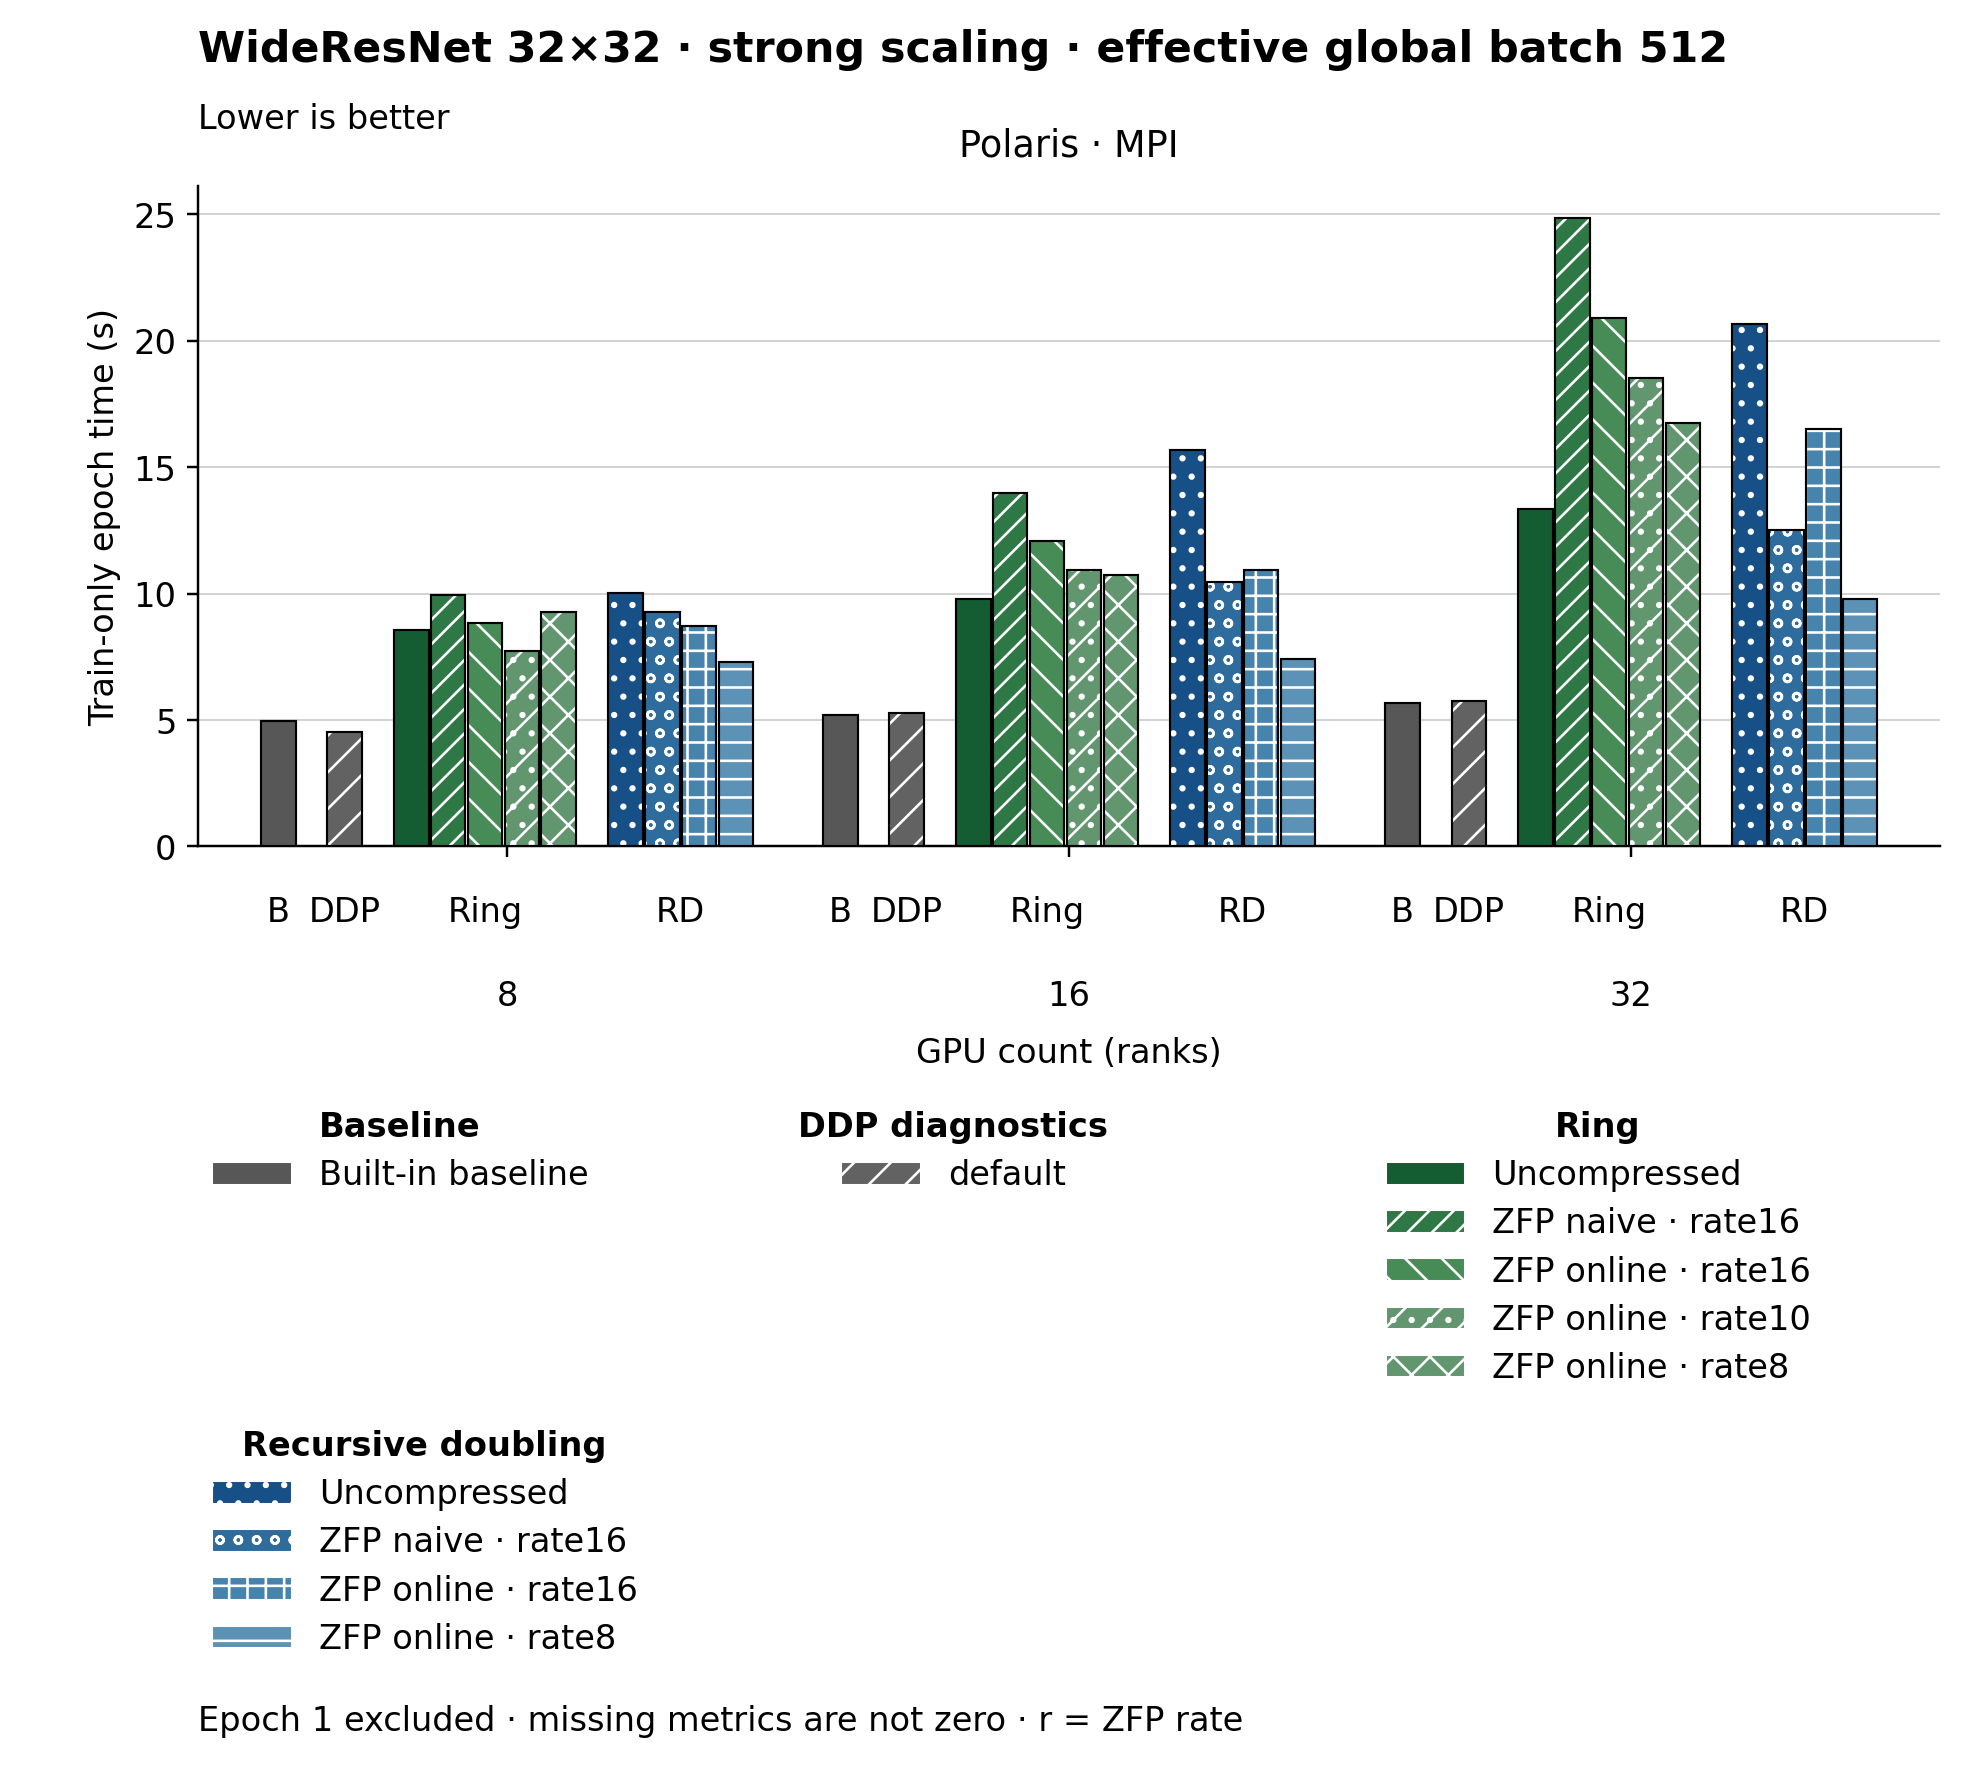 WideResNet 32×32 · strong scaling · effective global batch 512
Lower is better
Polaris · MPI
Train-only epoch time (s)
25
20
15
10
5
0
B DDP Ring RD B DDP Ring RD B DDP Ring RD
8 16 32
GPU count (ranks)
Baseline
Built-in baseline
DDP diagnostics
default
Ring
Uncompressed
ZFP naive · rate16
ZFP online · rate16
ZFP online · rate10
ZFP online · rate8
Recursive doubling
Uncompressed
ZFP naive · rate16
ZFP online · rate16
ZFP online · rate8
Epoch 1 excluded · missing metrics are not zero · r = ZFP rate